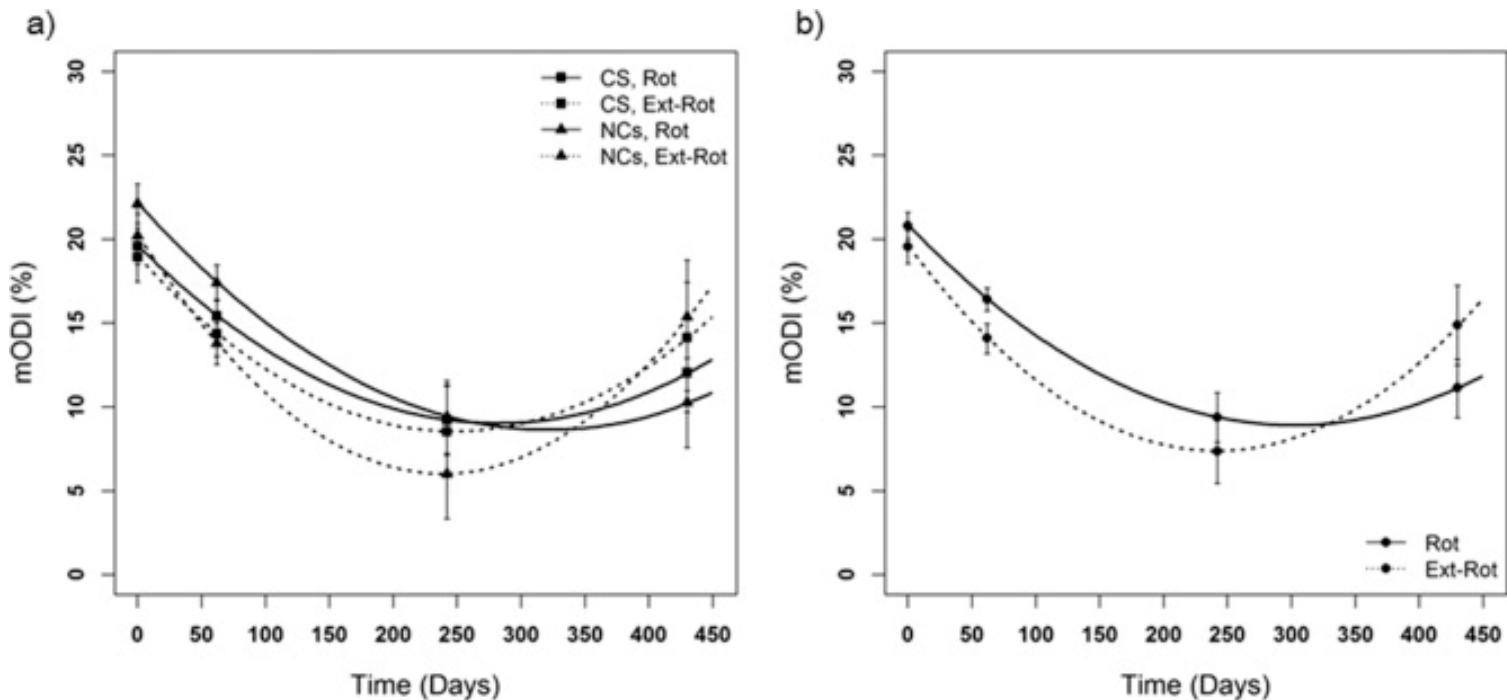 a)
mODI (%)
30
25
20
15
10
5
0
CS, Rot
CS, Ext-Rot
NCs, Rot
NCs, Ext-Rot
0 50 100 150 200 250 300 350 400 450
Time (Days)
b)
mODI (%)
30
25
20
15
10
5
0
Rot
Ext-Rot
0 50 100 150 200 250 300 350 400 450
Time (Days)